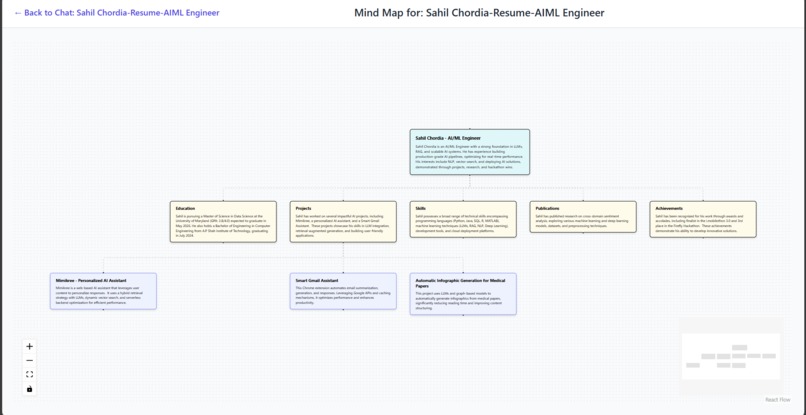 ← Back to Chat: Sahil Chordia-Resume-AIML Engineer
Mind Map for: Sahil Chordia-Resume-AIML Engineer
Sahil Chordia - AI/ML Engineer
Sahil Chordia is an AI/ML Engineer with a strong foundation in LLMs,
RAG, and scalable AI systems. He has experience building
production-grade AI pipelines, optimizing for real-time performance.
His interests include NLP, vector search, and deploying AI solutions,
demonstrated through projects, research, and hackathon wins.
Education
Sahil is pursuing a Master of Science in Data Science at the
University of Maryland expected to graduate in
May 2026. He also holds a Bachelor of Engineering in Computer
Engineering from A.P. Shah Institute of Technology, graduating
in July 2024.
Projects
Sahil has worked on several impactful AI projects, including
Mimitree, a personalized AI assistant, and a Smart Gmail
Assistant. These projects showcase his skills in LLM integration,
retrieval-augmented generation, and building user-friendly
applications.
Skills
Sahil possesses a broad range of technical skills encompassing
programming languages (Python, Java, SQL, R, MATLAB),
machine learning techniques (LLMs, RAG, NLP, Deep Learning),
development tools, and cloud deployment platforms.
Publications
Sahil has published research on cross-domain sentiment
analysis, exploring various machine learning and deep learning
models, datasets, and preprocessing techniques.
Achievements
Sahil has been recognized for his work through awards and
accolades, including finalist in the and 2nd
place in the hackathon. These achievements
demonstrate his ability to develop innovative solutions.
Mimitree - Personalized AI Assistant
Mimitree is a web-based AI assistant that leverages user
context to personalize responses. It uses a hybrid retrieval
strategy with LLMs, dynamic vector search, and serverless
backend optimization for efficient performance.
Smart Gmail Assistant
This Chrome extension automates email summarization,
generation, and responses. Leveraging Google APIs and caching
mechanisms, it optimizes performance and enhances
productivity.
Automatic Infographic Generation for Medical
Papers
This project uses LLMs and graph-based models to
automatically generate infographics from medical papers,
significantly reducing reading time and improving content
structuring.
React Flow